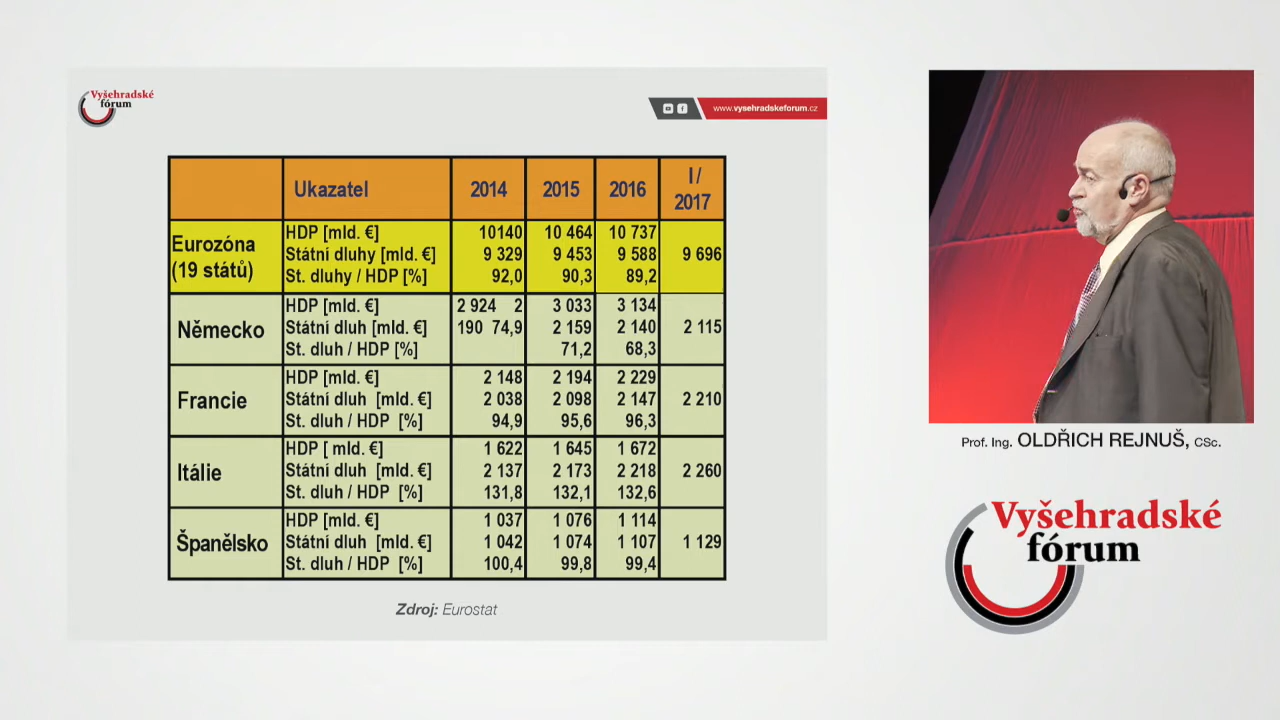 Vyšehradské
fórum
www.vysehradskeforum.cz
Ukazatel 2014 2015 2016 I / 2017
Eurozóna (19 států)
HDP [mld. €] 10140 10 464 10 737
Státní dluhy [mld. €] 9 329 9 453 9 588 9 696
St. dluhy / HDP [%] 92,0 90,3 89,2
Německo
HDP [mld. €] 2 924 2 3 033 3 134
Státní dluh [mld. €] 190 74,9 2 159 2 140 2 115
St. dluh / HDP [%] 71,2 68,3
Francie
HDP [mld. €] 2 148 2 194 2 229
Státní dluh [mld. €] 2 038 2 098 2 147 2 210
St. dluh / HDP [%] 94,9 95,6 96,3
Itálie
HDP [ mld. €] 1 622 1 645 1 672
Státní dluh [mld. €] 2 137 2 173 2 218 2 260
St. dluh / HDP [%] 131,8 132,1 132,6
Španělsko
HDP [mld. €] 1 037 1 076 1 114
Státní dluh [mld. €] 1 042 1 074 1 107 1 129
St. dluh / HDP [%] 100,4 99,8 99,4
Zdroj: Eurostat
Prof. Ing. OLDŘICH REJNUŠ, CSc.
Vyšehradské
fórum